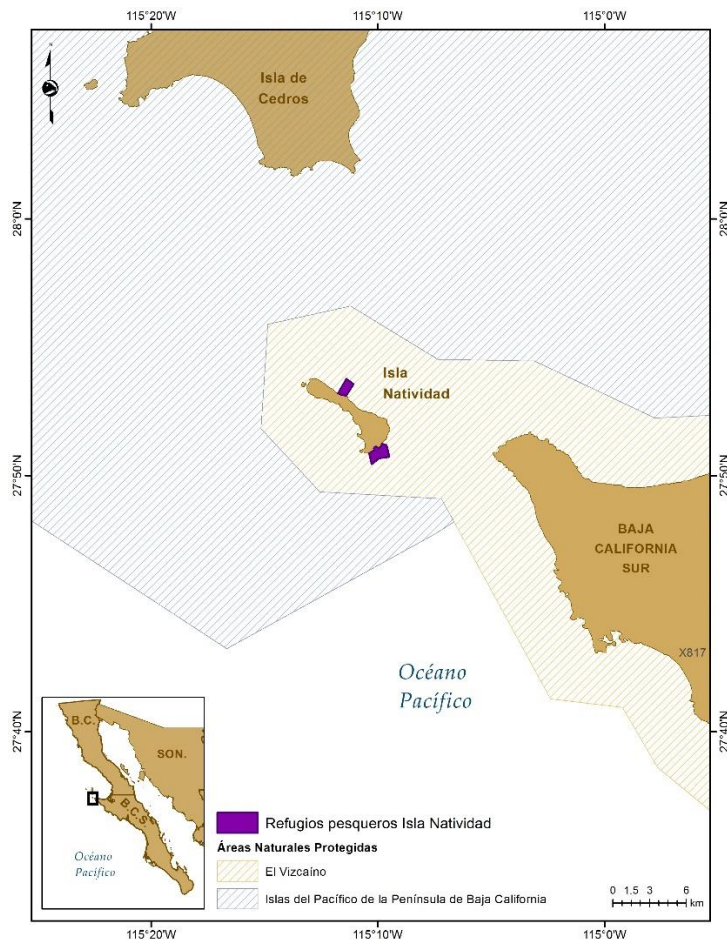 115°20'W
115°10'W
115°0'W
N
Isla de
Cedros
28°0'N
28°0'N
Isla
Natividad
27°50'N
27°50'N
BAJA
CALIFORNIA
SUR
X817
Océano
Pacífico
27°40'N
27°40'N
B.C.
SON.
B.C.S
Océano
Pacífico
Refugios pesqueros Isla Natividad
Áreas Naturales Protegidas
El Vizcaíno
Islas del Pacífico de la Península de Baja California
0 1.5 3 6
km
115°20'W
115°10'W
115°0'W